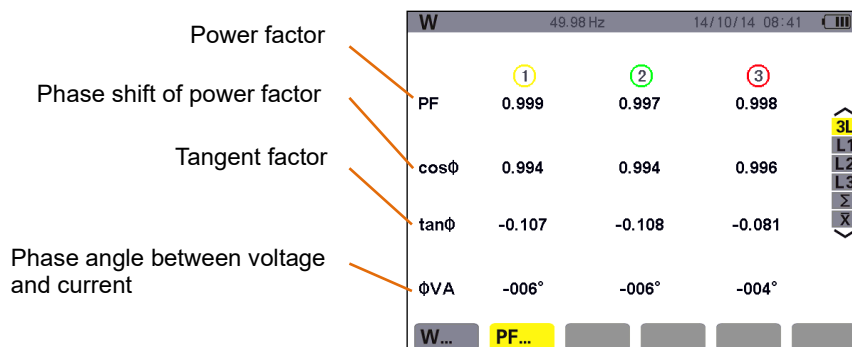 W 49.98 Hz 14/10/14 08:41
Power factor
1 2 3
PF 0.999 0.997 0.998
Phase shift of power factor
3L
L1
L2
L3
Σ
X̄
Tangent factor
cosΦ 0.994 0.994 0.996
tanΦ -0.107 -0.108 -0.081
Phase angle between voltage
and current
ΦVA -006° -006° -004°
W... PF...